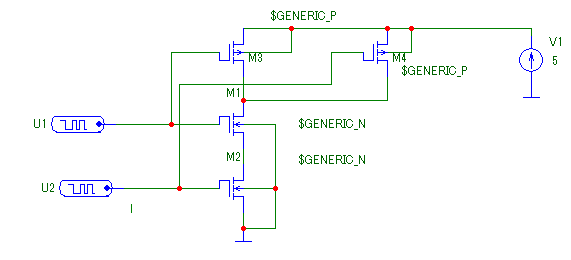 $GENERIC_P
V1
M3
M4
5
$GENERIC_P
M1
U1
$GENERIC_N
M2
$GENERIC_N
U2